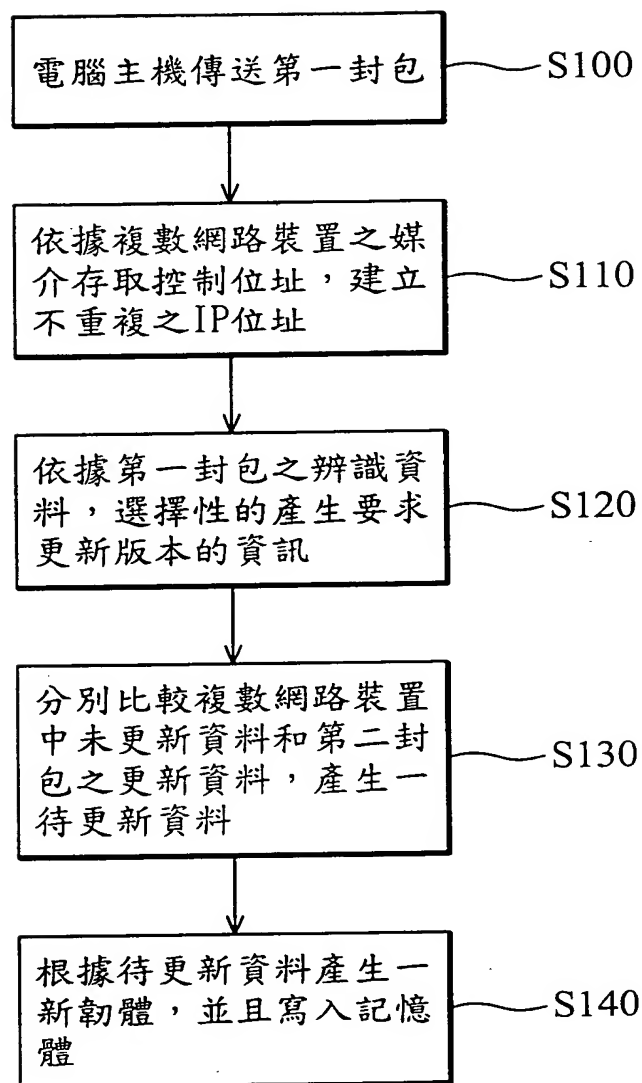 電腦主機傳送第一封包
S100
依據複數網路裝置之媒
介存取控制位址，建立
不重複之IP位址
S110
依據第一封包之辨識資
料，選擇性的產生要求
更新版本的資訊
S120
分別比較複數網路裝置
中未更新資料和第二封
包之更新資料，產生一
待更新資料
S130
根據待更新資料產生一
新韌體，並且寫入記憶
體
S140